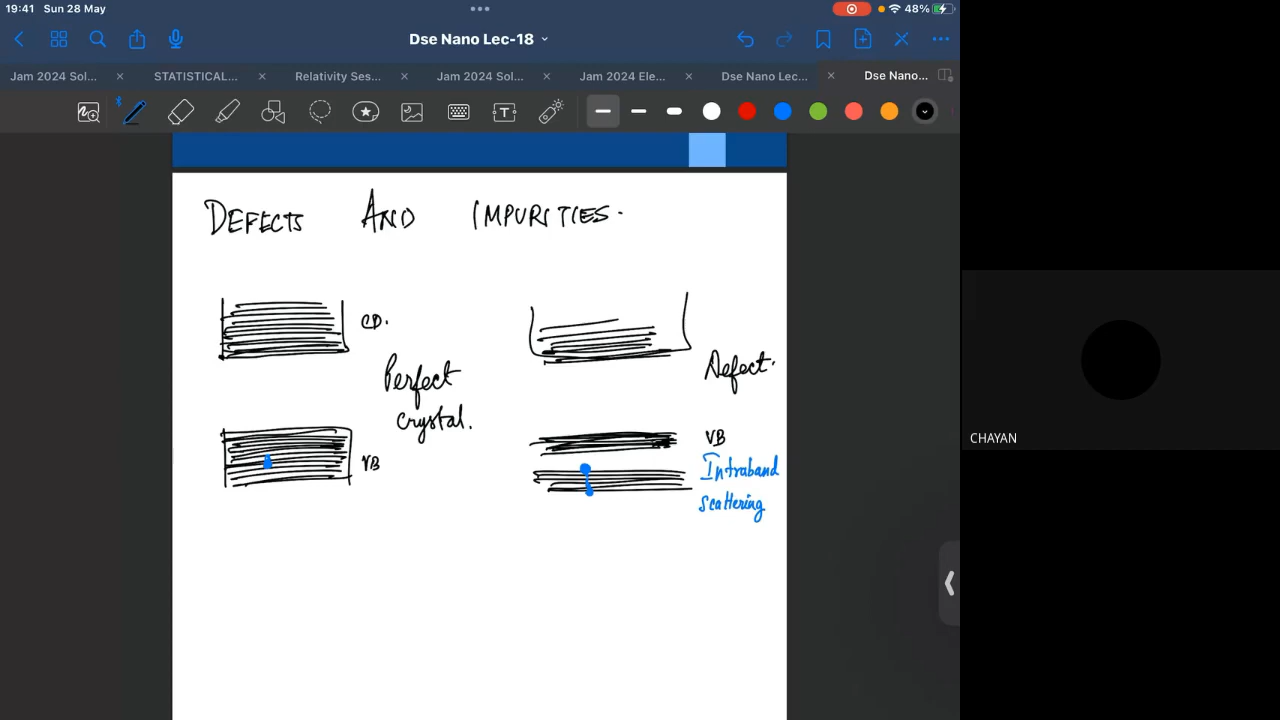 19:41 Sun 28 May
48%
Dse Nano Lec-18
Jam 2024 Sol...
STATISTICAL...
Relativity Ses...
Jam 2024 Sol...
Jam 2024 Ele...
Dse Nano Lec...
Dse Nano...
DEFECTS AND IMPURITIES.
CD.
Perfect
crystal.
VB
Defect.
VB
Intraband
scattering
CHAYAN